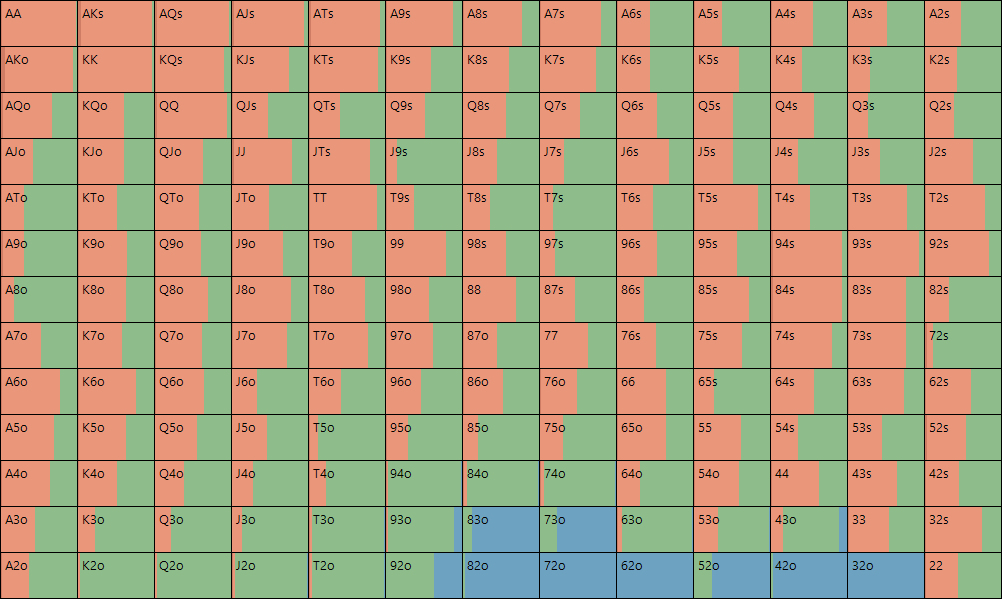 AA AKs AQs AJs ATs A9s A8s A7s A6s A5s A4s A3s A2s
AKo KK KQs KJs KTs K9s K8s K7s K6s K5s K4s K3s K2s
AQo KQo QQ QJs QTs Q9s Q8s Q7s Q6s Q5s Q4s Q3s Q2s
AJo KJo QJo JJ JTs J9s J8s J7s J6s J5s J4s J3s J2s
ATo KTo QTo JTo TT T9s T8s T7s T6s T5s T4s T3s T2s
A9o K9o Q9o J9o T9o 99 98s 97s 96s 95s 94s 93s 92s
A8o K8o Q8o J8o T8o 98o 88 87s 86s 85s 84s 83s 82s
A7o K7o Q7o J7o T7o 97o 87o 77 76s 75s 74s 73s 72s
A6o K6o Q6o J6o T6o 96o 86o 76o 66 65s 64s 63s 62s
A5o K5o Q5o J5o T5o 95o 85o 75o 65o 55 54s 53s 52s
A4o K4o Q4o J4o T4o 94o 84o 74o 64o 54o 44 43s 42s
A3o K3o Q3o J3o T3o 93o 83o 73o 63o 53o 43o 33 32s
A2o K2o Q2o J2o T2o 92o 82o 72o 62o 52o 42o 32o 22